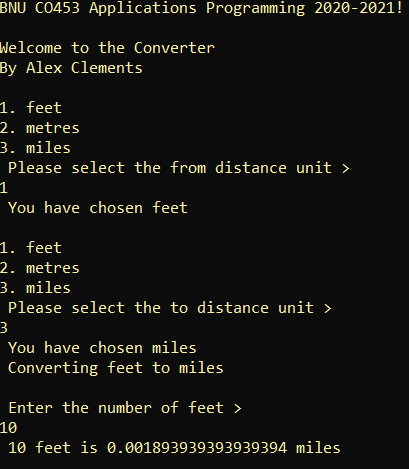 BNU CO453 Applications Programming 2020-2021!
Welcome to the Converter
By Alex Clements
1. feet
2. metres
3. miles
Please select the from distance unit >
1
You have chosen feet
1. feet
2. metres
3. miles
Please select the to distance unit >
3
You have chosen miles
Converting feet to miles
Enter the number of feet >
10
10 feet is 0.001893939393939394 miles